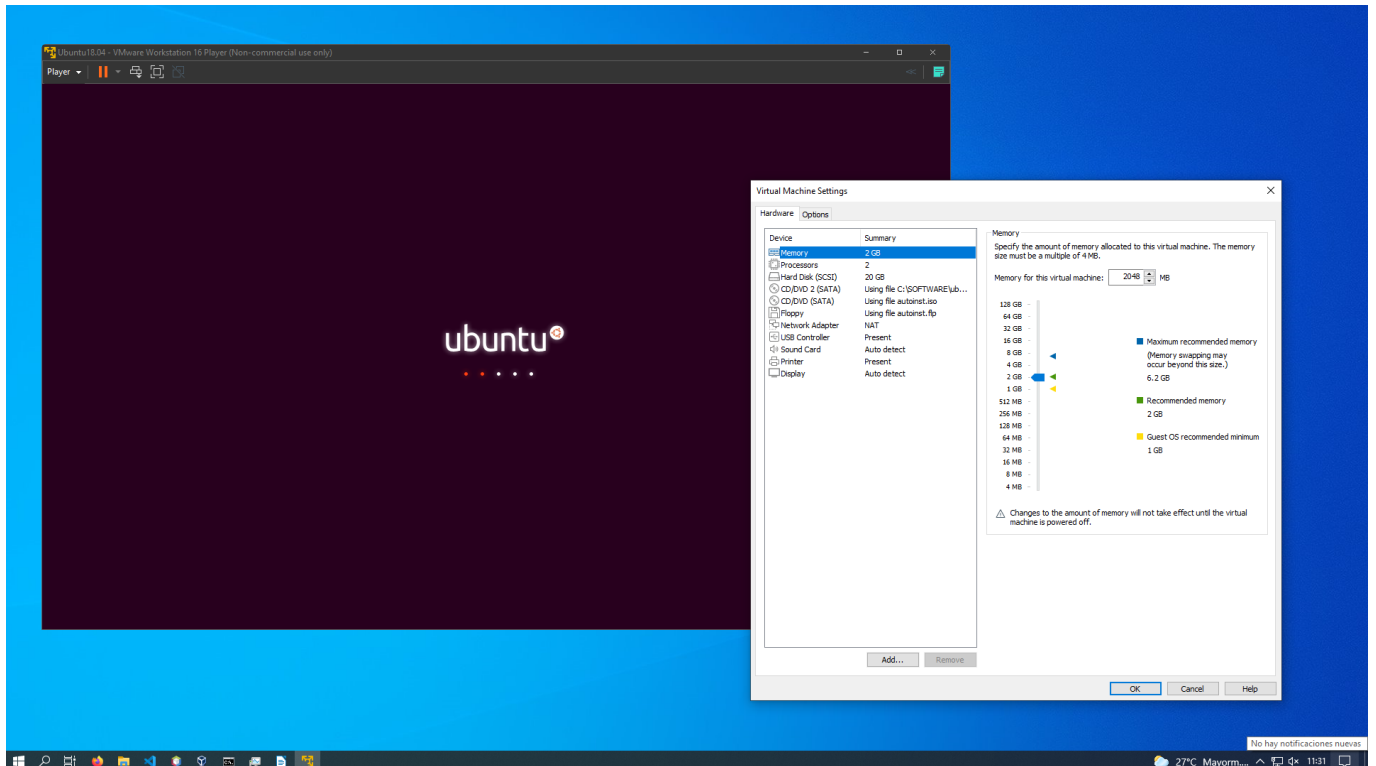 Ubuntu18.04 - VMware Workstation 16 Player (Non-commercial use only)
Player
ubuntu
Virtual Machine Settings
Hardware
Options
Device
Summary
Memory
2 GB
Processors
2
Hard Disk (SCSI)
20 GB
CD/DVD 2 (SATA)
Using file C:\SOFTWARE\ub...
CD/DVD (SATA)
Using file autoinst.iso
Floppy
Using file autoinst.flp
Network Adapter
NAT
USB Controller
Present
Sound Card
Auto detect
Printer
Present
Display
Auto detect
Add...
Remove
Memory
Specify the amount of memory allocated to this virtual machine. The memory
size must be a multiple of 4 MB.
Memory for this virtual machine:
2048
MB
128 GB
64 GB
32 GB
16 GB
8 GB
4 GB
2 GB
1 GB
512 MB
256 MB
128 MB
64 MB
32 MB
16 MB
8 MB
4 MB
Maximum recommended memory
(Memory swapping may
occur beyond this size.)
6.2 GB
Recommended memory
2 GB
Guest OS recommended minimum
1 GB
Changes to the amount of memory will not take effect until the virtual
machine is powered off.
OK
Cancel
Help
No hay notificaciones nuevas
27°C Mayorm...
11:31